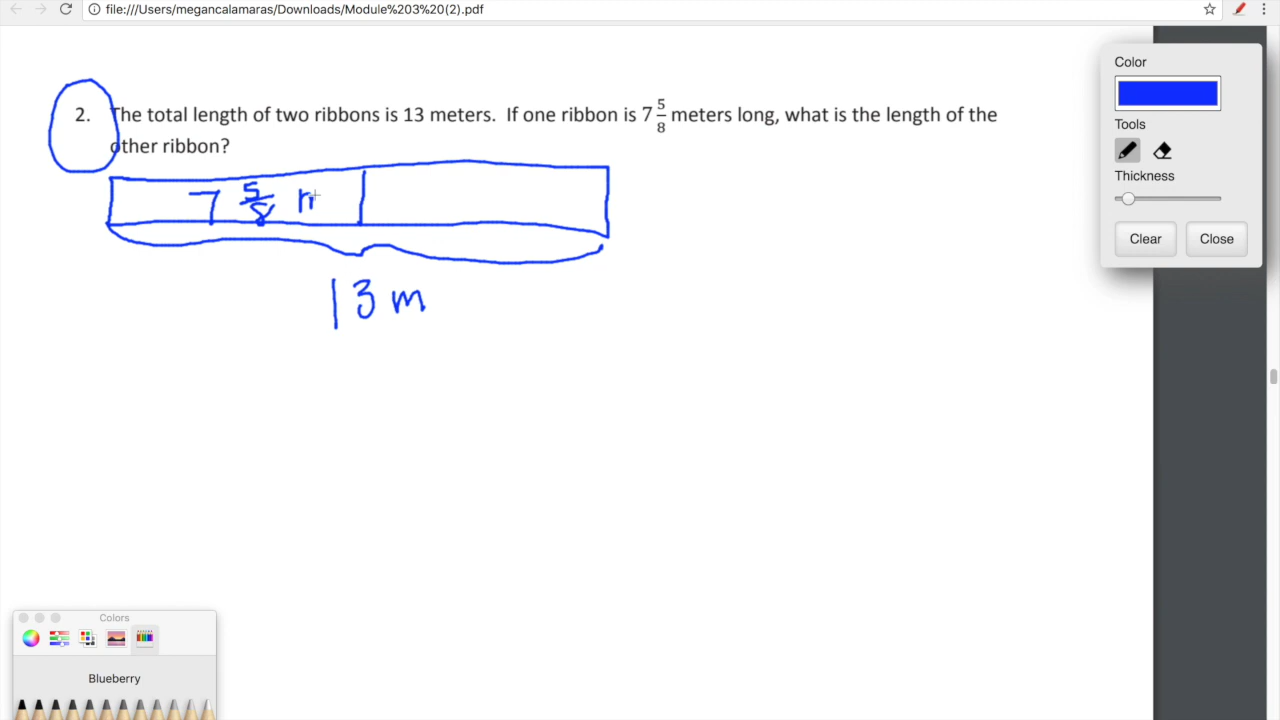 file:///Users/megancalamaras/Downloads/Module%203%20(2).pdf
Color
Tools
Thickness
Clear Close
2. The total length of two ribbons is 13 meters. If one ribbon is 7 5/8 meters long, what is the length of the
other ribbon?
7 5/8
13 m
Colors
Blueberry